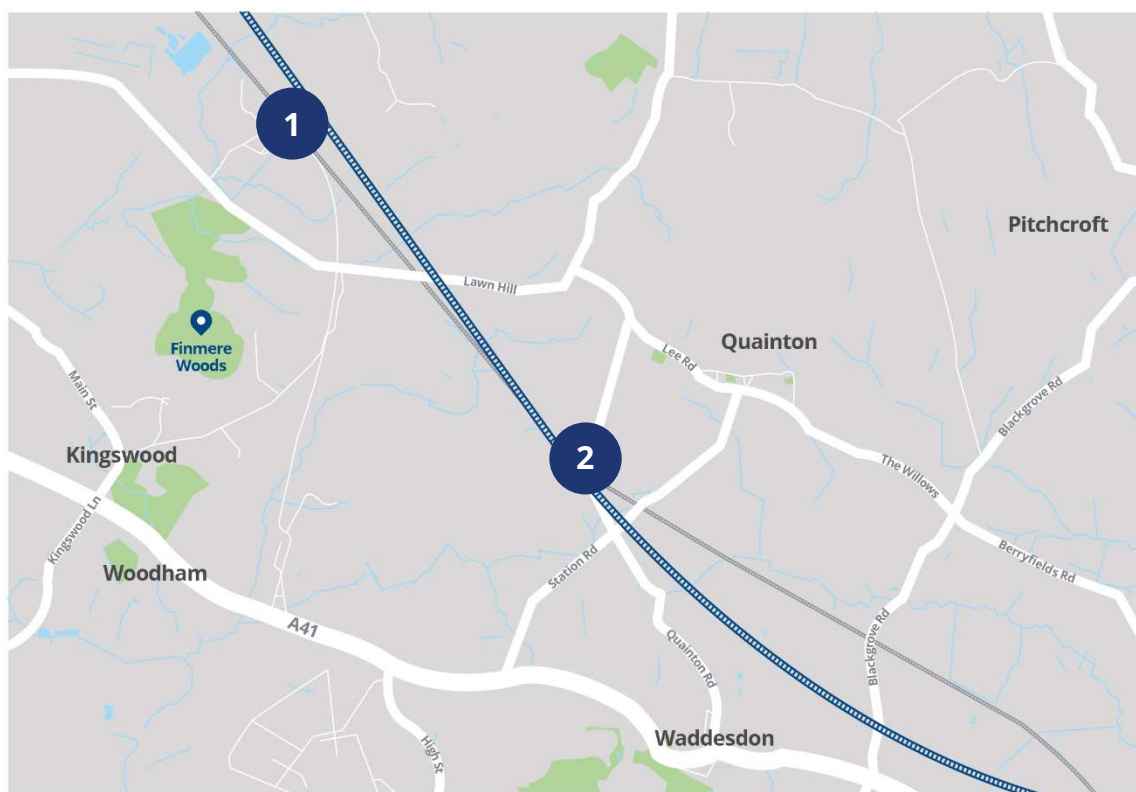 1
Pitchcroft
Lawn Hill
Quainton
Lee Rd
Finmere
Woods
Main St
Blackgrove Rd
Kingswood
2
The Willows
Kingswood Ln
Woodham
Station Rd
Berryfields Rd
A41
Quainton Rd
Blackgrove Rd
Waddesdon
High St